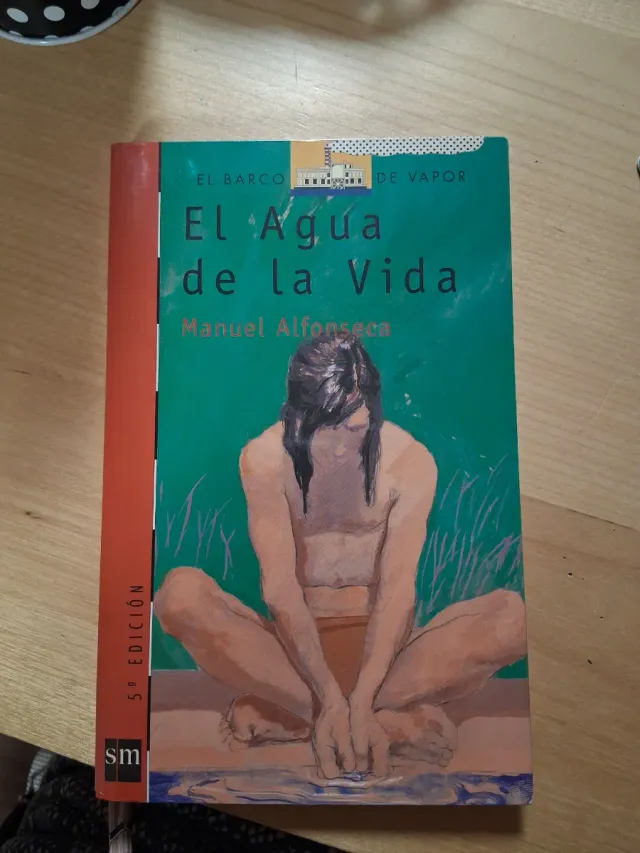 EL BARCO DE VAPOR
El Agua
de la Vida
Manuel Alfonseca
5ª EDICIÓN
sm